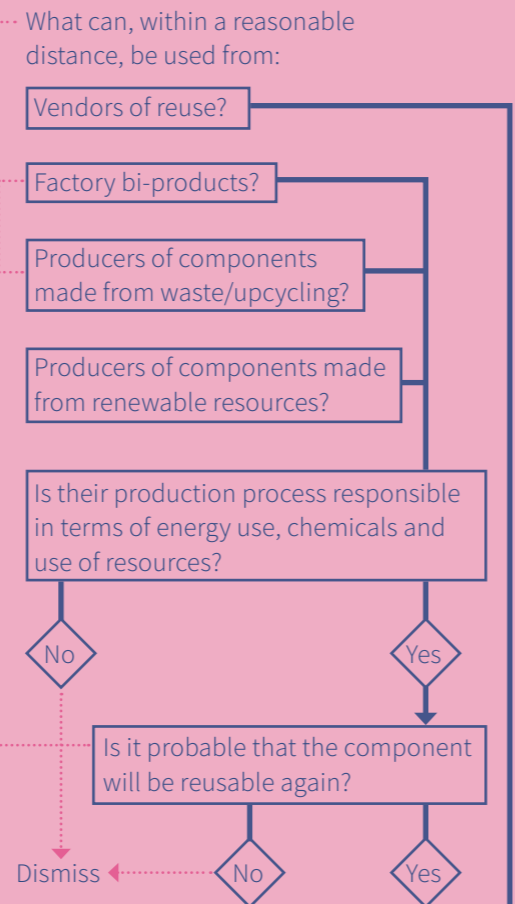 What can, within a reasonable
distance, be used from:
Vendors of reuse?
Factory bi-products?
Producers of components
made from waste/upcycling?
Producers of components made
from renewable resources?
Is their production process responsible
in terms of energy use, chemicals and
use of resources?
No
Yes
Is it probable that the component
will be reusable again?
Dismiss
No
Yes